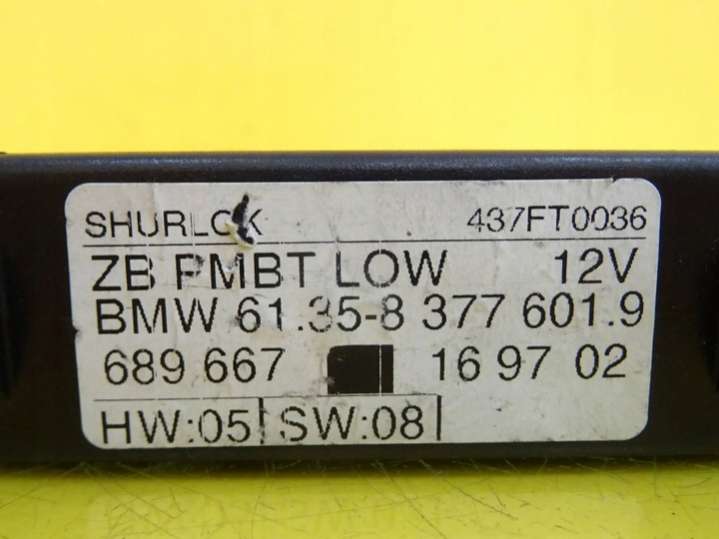 SHURLOK 437FT0036
ZB PMBT LOW 12V
BMW 61.35-8 377 601.9
689 667 16 97 02
HW:05 SW:08